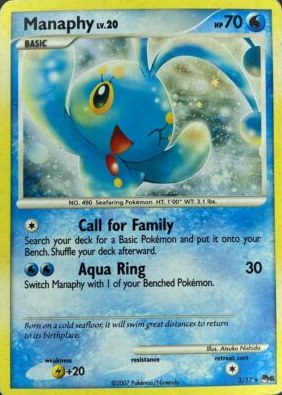 Manaphy LV.20 HP 70
BASIC
NO. 490 Seafaring Pokémon HT: 1'00" WT: 3.1 lbs.
Call for Family
Search your deck for a Basic Pokémon and put it onto your
Bench. Shuffle your deck afterward.
Aqua Ring 30
Switch Manaphy with 1 of your Benched Pokémon.
Born on a cold seafloor, it will swim great distances to return
to its birthplace.
Illus. Atsuko Nishida
weakness resistance retreat cost
+20
©2007 Pokémon/Nintendo 3/17